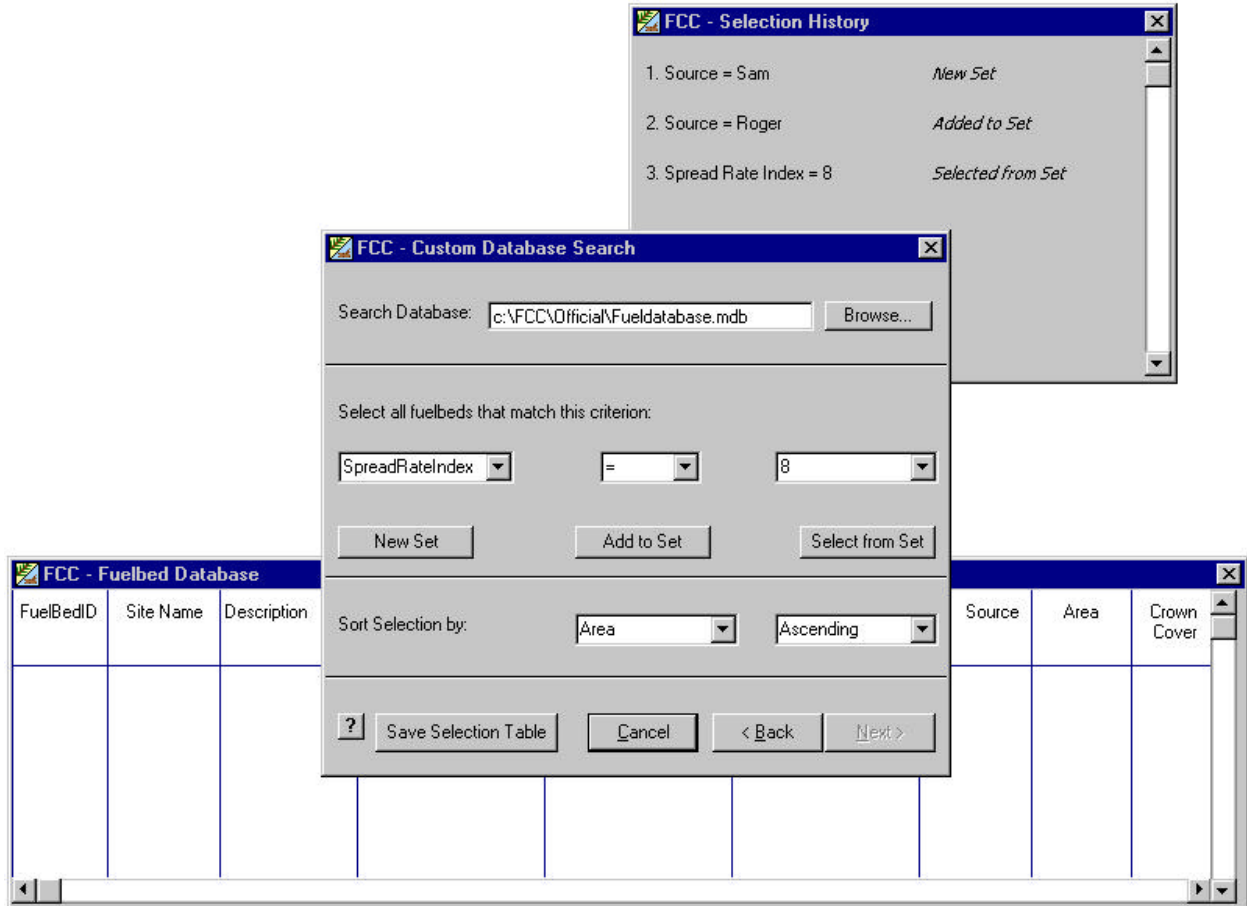 FCC - Selection History
1. Source = Sam New Set
2. Source = Roger Added to Set
3. Spread Rate Index = 8 Selected from Set
FCC - Custom Database Search
Search Database: c:\FCC\Official\Fueldatabase.mdb Browse...
Select all fuelbeds that match this criterion:
SpreadRateIndex = 8
New Set Add to Set Select from Set
Sort Selection by: Area Ascending
? Save Selection Table Cancel < Back Next >
FCC - Fuelbed Database
FuelBedID Site Name Description Source Area Crown
Cover